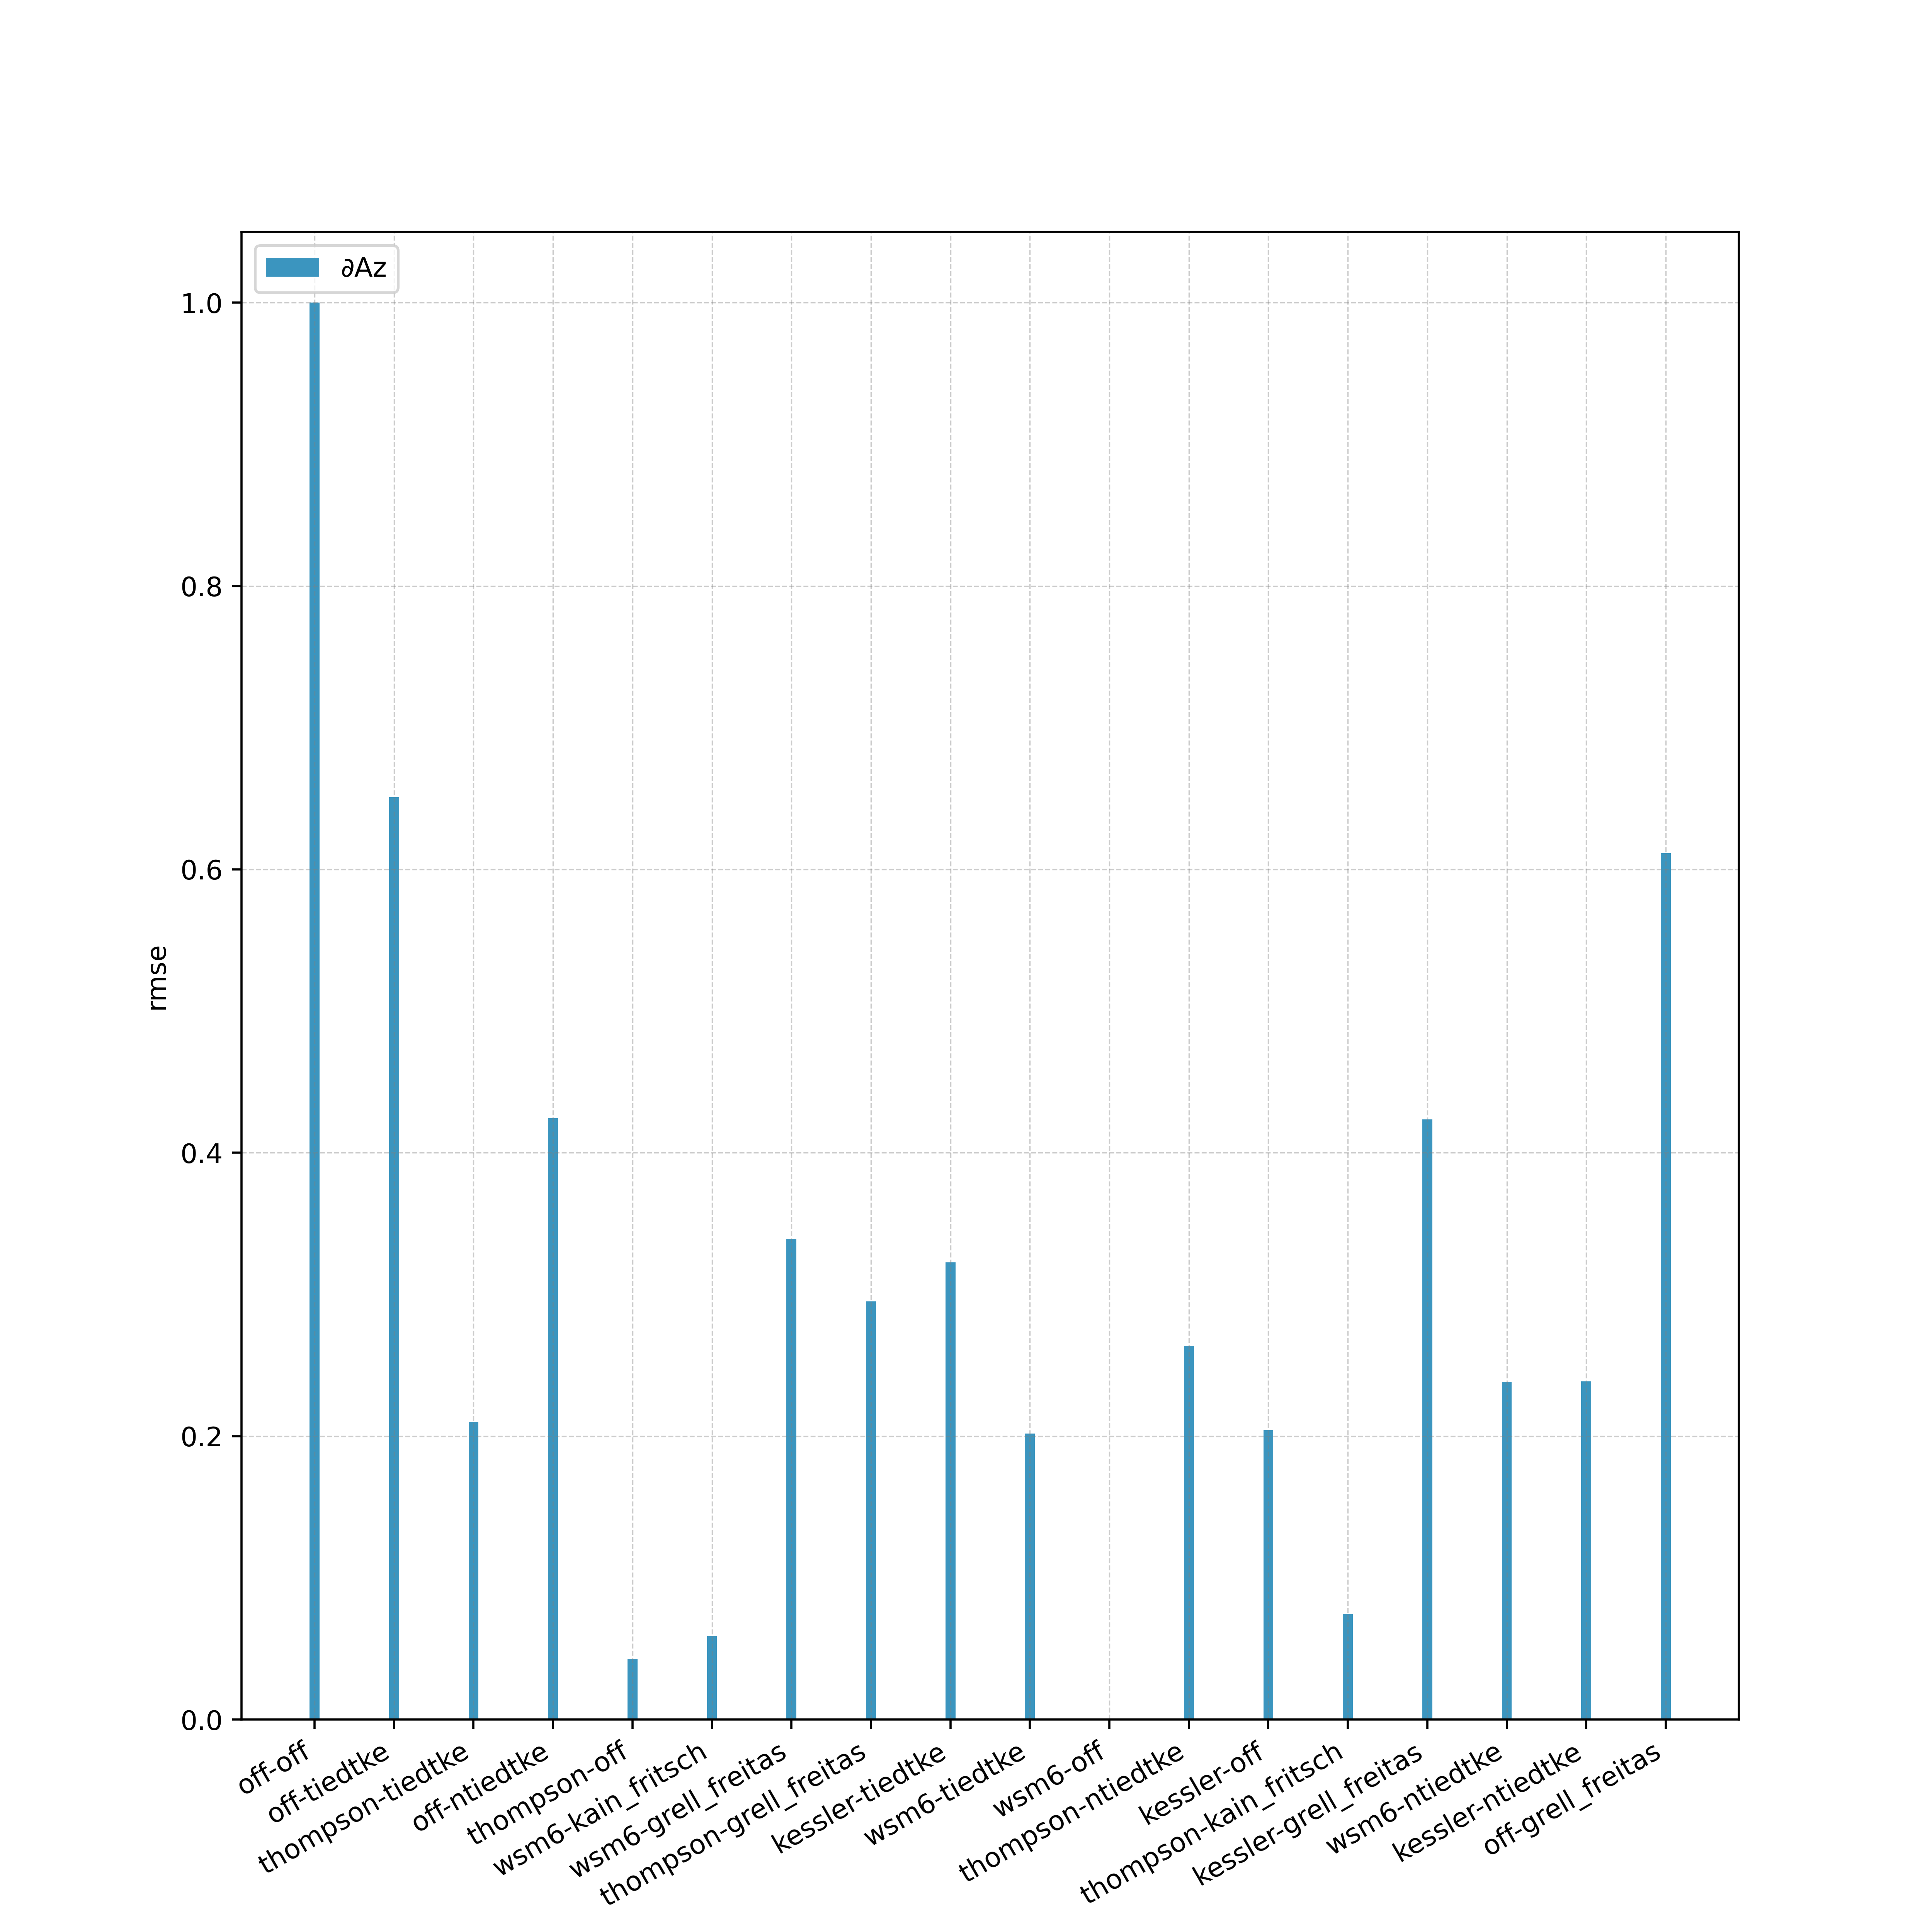 ∂Az
1.0
0.8
0.6
0.4
0.2
0.0
rmse
off-off
off-tiedtke
thompson-tiedtke
off-ntiedtke
thompson-off
wsm6-kain_fritsch
wsm6-grell_freitas
thompson-grell_freitas
kessler-tiedtke
wsm6-tiedtke
wsm6-off
thompson-ntiedtke
kessler-off
thompson-kain_fritsch
kessler-grell_freitas
wsm6-ntiedtke
kessler-ntiedtke
off-grell_freitas